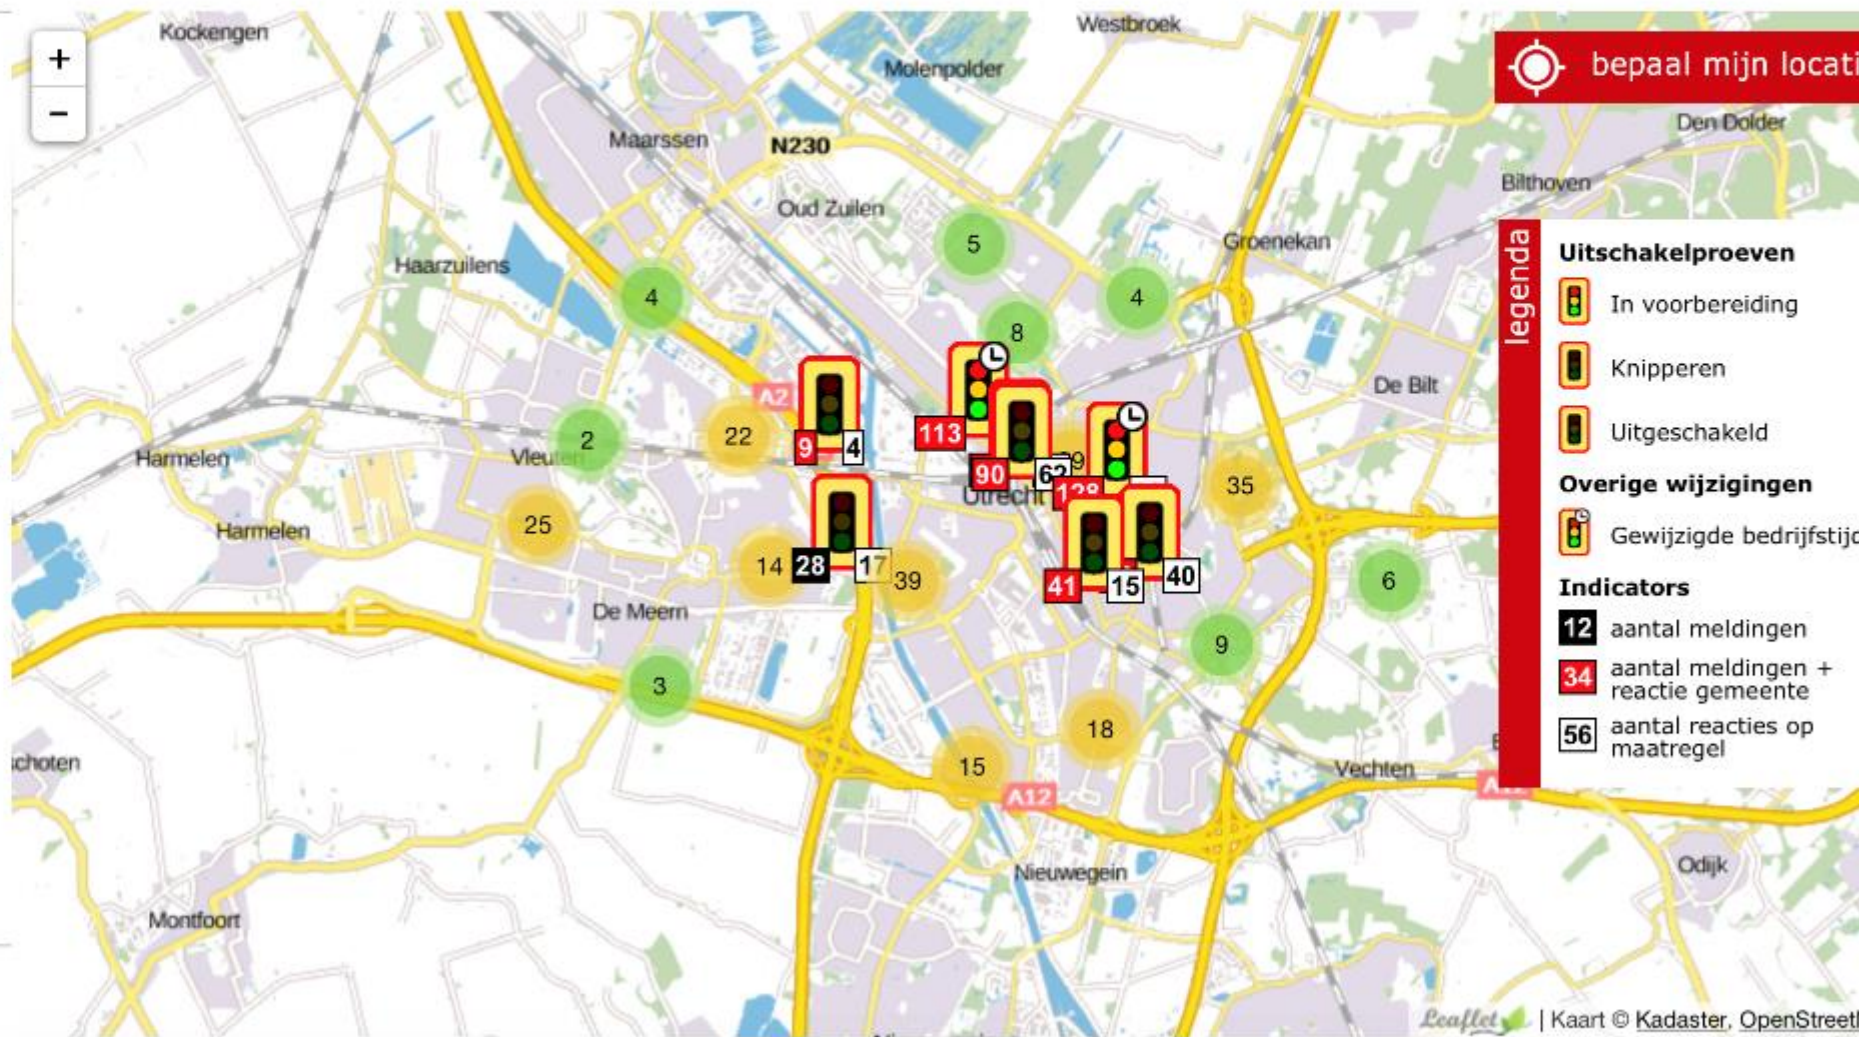 Kockengen
Westbroek
+
−
Molenpolder
bepaal mijn locati
Den Dolder
Maarssen
N230
Bilthoven
Oud Zuilen
5
Groenekan
Haarzuilens
4
4
8
A2
De Bilt
113
22
9
4
2
Harmelen
Vleuten
90
62
128
35
Utrecht
25
Harmelen
14
28
17
39
41
15
40
6
De Meern
9
3
18
15
A12
Vechten
Nieuwegein
Odijk
Montfoort
legenda
Uitschakelproeven
In voorbereiding
Knipperen
Uitgeschakeld
Overige wijzigingen
Gewijzigde bedrijfstijd
Indicators
12 aantal meldingen
34 aantal meldingen +
reactie gemeente
56 aantal reacties op
maatregel
Leaflet | Kaart © Kadaster, OpenStreet